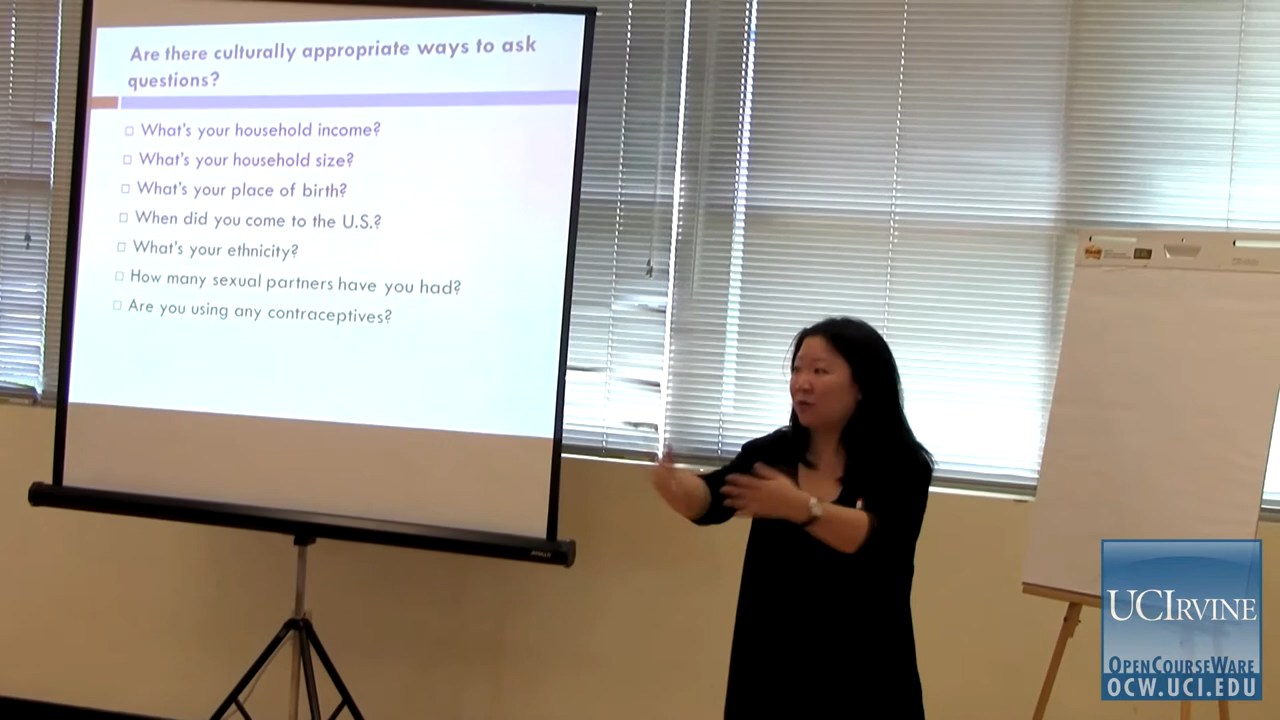 Are there culturally appropriate ways to ask
questions?
□ What's your household income?
□ What's your household size?
□ What's your place of birth?
□ When did you come to the U.S.?
□ What's your ethnicity?
□ How many sexual partners have you had?
□ Are you using any contraceptives?
APOLLO
UCIRVINE
OPENCOURSEWARE
OCW.UCI.EDU